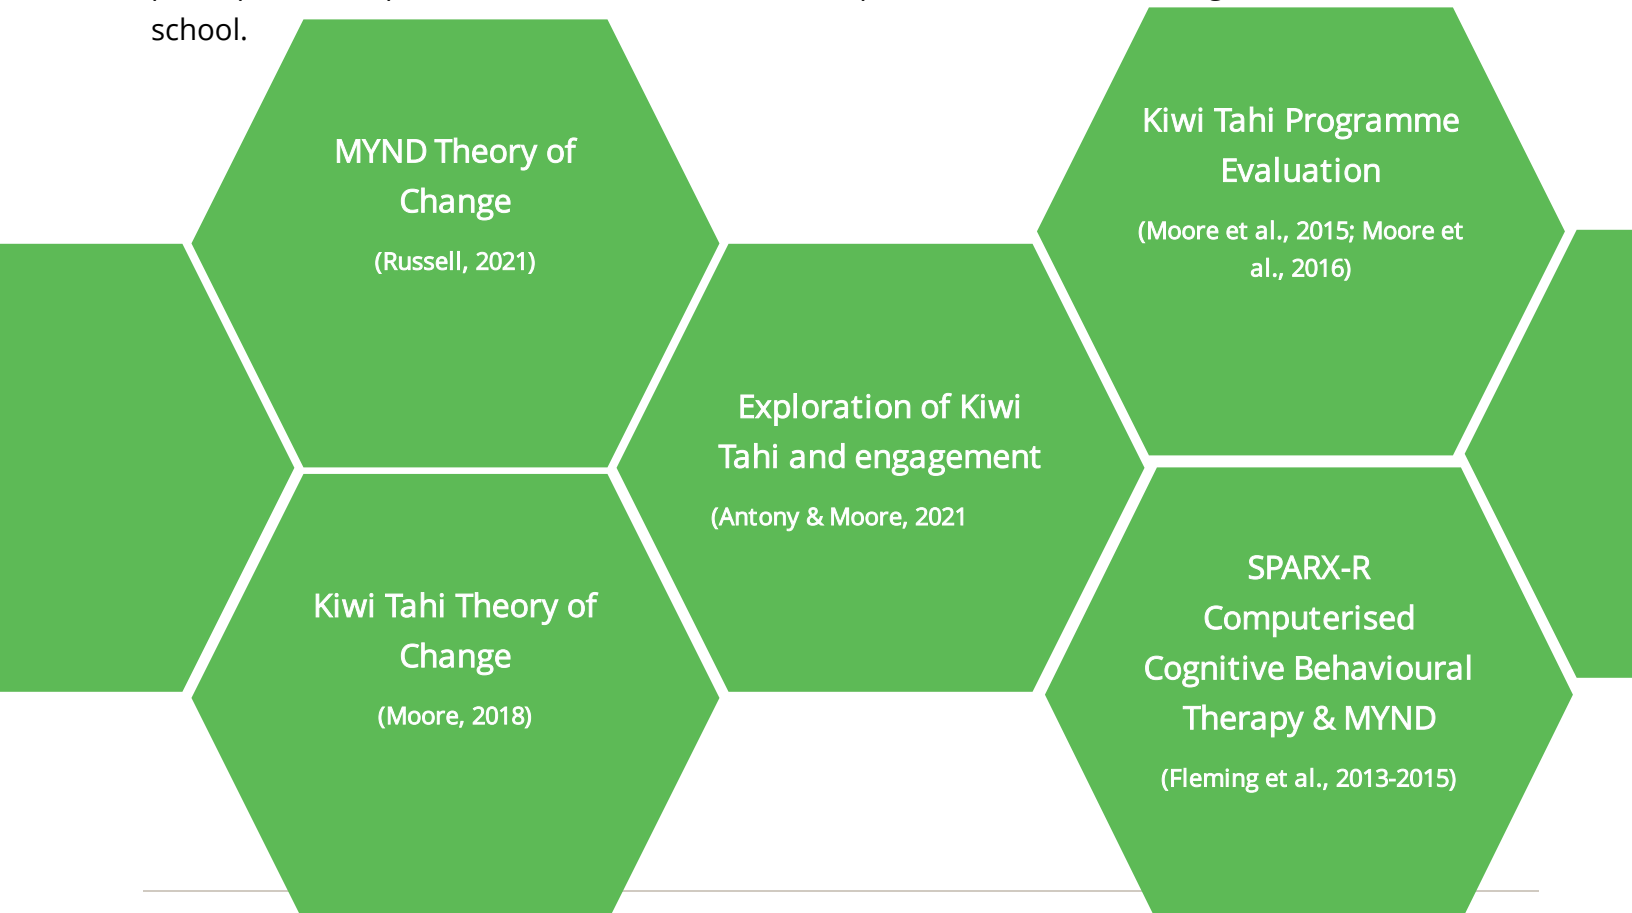 school.
MYND Theory of
Change
(Russell, 2021)
Kiwi Tahi Programme
Evaluation
(Moore et al., 2015; Moore et
al., 2016)
Exploration of Kiwi
Tahi and engagement
(Antony & Moore, 2021
Kiwi Tahi Theory of
Change
(Moore, 2018)
SPARX-R
Computerised
Cognitive Behavioural
Therapy & MYND
(Fleming et al., 2013-2015)